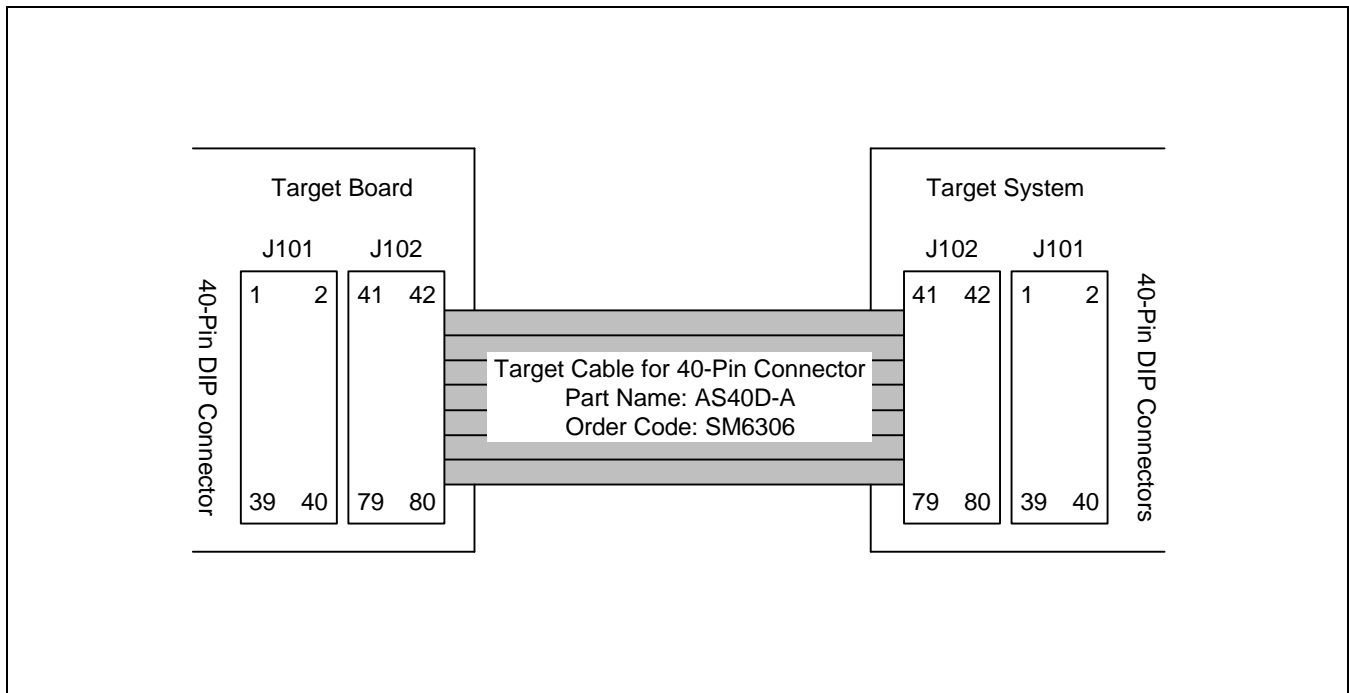 Target Board
J101 J102
1 2 41 42
39 40 79 80
40-Pin DIP Connector
Target Cable for 40-Pin Connector
Part Name: AS40D-A
Order Code: SM6306
Target System
J102 J101
41 42 1 2
79 80 39 40
40-Pin DIP Connectors